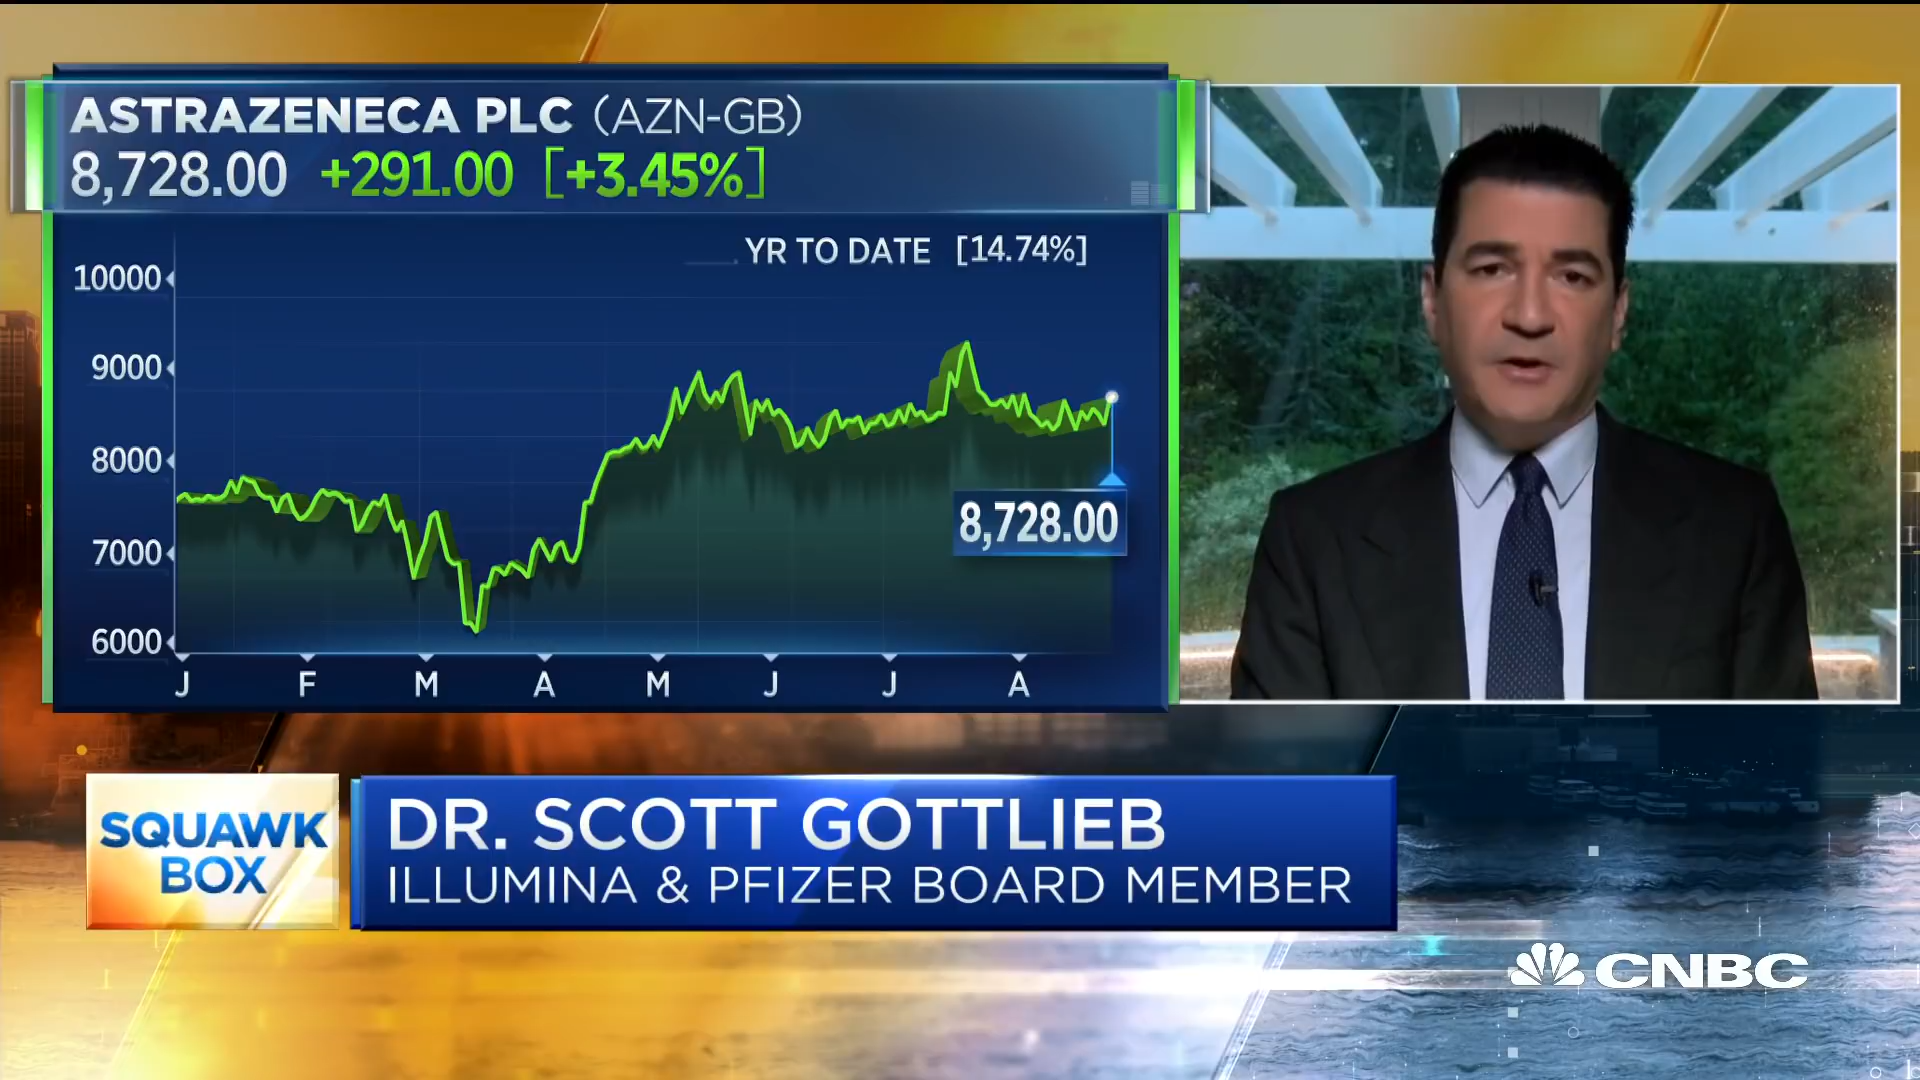 ASTRAZENECA PLC (AZN-GB)
8,728.00 +291.00 [+3.45%]
YR TO DATE [14.74%]
10000
9000
8000
7000
6000
8,728.00
J F M A M J J A
SQUAWK
BOX
DR. SCOTT GOTTLIEB
ILLUMINA & PFIZER BOARD MEMBER
CNBC